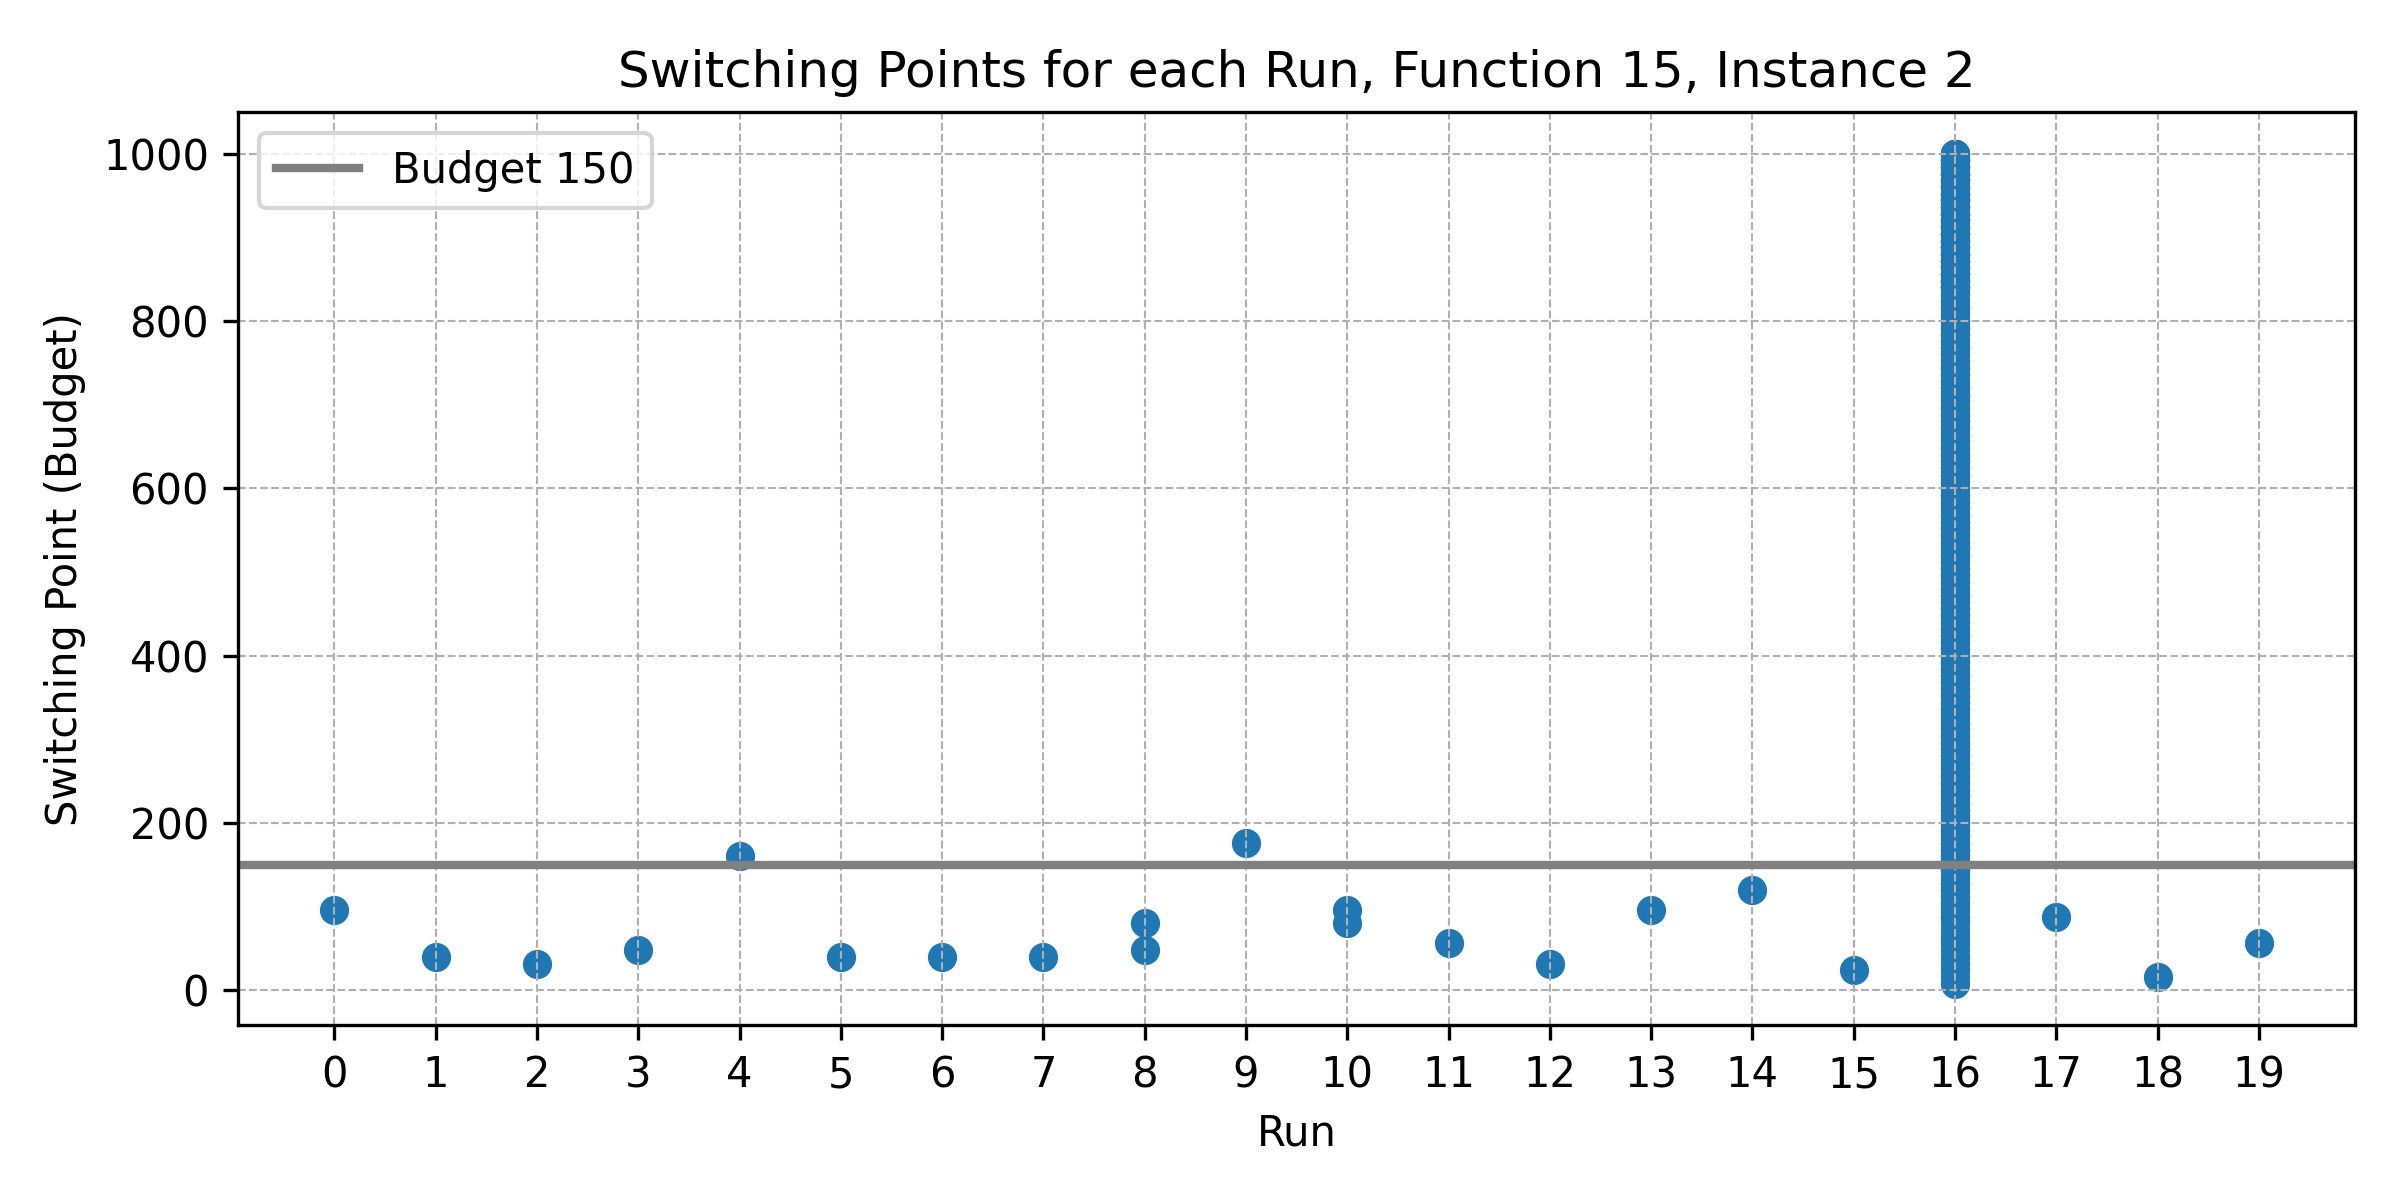 Switching Points for each Run, Function 15, Instance 2
Budget 150
Switching Point (Budget)
1000
800
600
400
200
0
0 1 2 3 4 5 6 7 8 9 10 11 12 13 14 15 16 17 18 19
Run